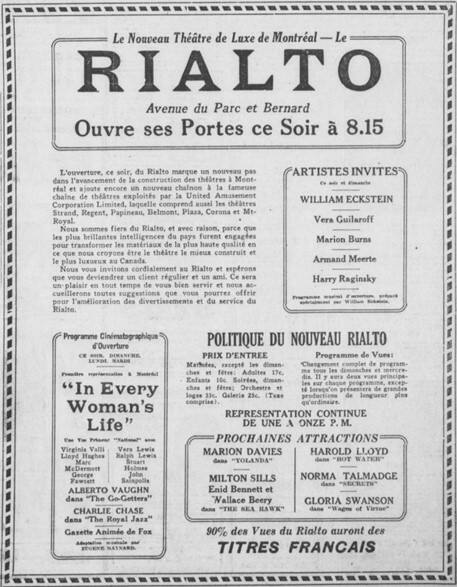 Le Nouveau Théâtre de Luxe de Montréal — Le
RIALTO
Avenue du Parc et Bernard
Ouvre ses Portes ce Soir à 8.15
L'ouverture, ce soir, du Rialto marque un nouveau pas
dans l'avancement de la construction des théâtres à Mont-
réal et ajoute encore un nouveau chaînon à la fameuse
chaîne de théâtres exploités par la United Amusement
Corporation Limited, laquelle comprend aussi les théâtres
Strand, Regent, Papineau, Belmont, Plaza, Corona et Mt-
Royal.
Nous sommes fiers du Rialto, et avec raison, parce que
les plus brillantes intelligences du pays furent engagées
pour transformer les matériaux de la plus haute qualité en
ce que nous croyons être le théâtre le mieux construit et
le plus luxueux au Canada.
Nous vous invitons cordialement au Rialto et espérons
que vous deviendrez un client régulier et un ami. Ce sera
un plaisir en tout temps de vous bien servir et nous ac-
cueillerons toutes suggestions que vous pourrez offrir
pour l'amélioration des divertissements et du service du
Rialto.
ARTISTES INVITES
Ce soir et dimanche
WILLIAM ECKSTEIN
Vera Guilaroff
Marion Burns
Armand Meerte
Harry Raginsky
Programme musical d'ouverture, préparé
spécialement par William Eckstein.
Programme Cinématographique
d'Ouverture
CE SOIR, DIMANCHE,
LUNDI, MARDI
Première représentation à Montréal
"In Every
Woman's
Life"
Une Vue Primeur "National" avec
Virginia Valli Vera Lewis
Lloyd Hughes Ralph Lewis
Marc Stuart
McDermott Holmes
George John
Fawcett Sainpolis
ALBERTO VAUGHN
dans "The Go-Getters"
CHARLIE CHASE
dans "The Royal Jazz"
Gazette Animée de Fox
Adaptation musicale par
EUGENE MAYNARD.
POLITIQUE DU NOUVEAU RIALTO
PRIX D'ENTREE
Matinées, excepté les diman-
ches et fêtes: Adultes 17c,
Enfants 10c. Soirées, diman-
ches et fêtes; Orchestre et
loges 33c. Galerie 25c. (Taxe
comprise).
Programme de Vues:
Changement complet de program-
me tous les dimanches et mercre-
dis. Il y aura deux vues principa-
les sur chaque programme, excep-
té lorsqu'on présentera de grandes
productions de longueur plus
qu'ordinaire.
REPRESENTATION CONTINUE
DE UNE A ONZE P. M.
PROCHAINES ATTRACTIONS
MARION DAVIES
dans "YOLANDA"
MILTON SILLS
Enid Bennett et
Wallace Beery
dans "THE SEA HAWK"
HAROLD LLOYD
dans "HOT WATER"
NORMA TALMADGE
dans "SECRETS"
GLORIA SWANSON
dans "Wages of Virtue"
90% des Vues du Rialto auront des
TITRES FRANCAIS